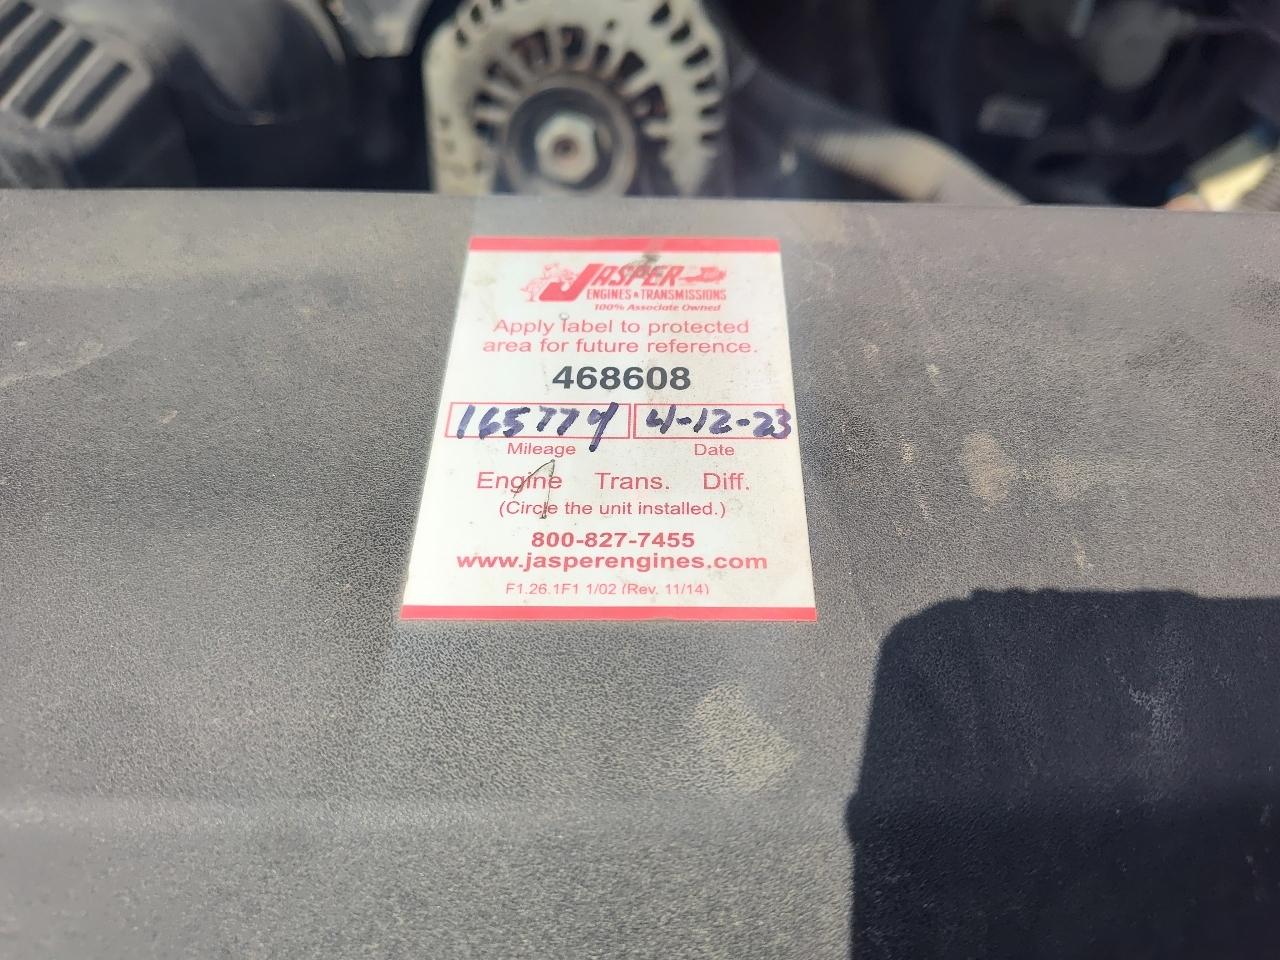 JASPER
ENGINES & TRANSMISSIONS
100% Associate Owned
Apply label to protected
area for future reference.
468608
165774 4-12-23
Mileage Date
Engine Trans. Diff.
(Circle the unit installed.)
800-827-7455
www.jasperengines.com
F1.26.1F1 1/02 (Rev. 11/14)